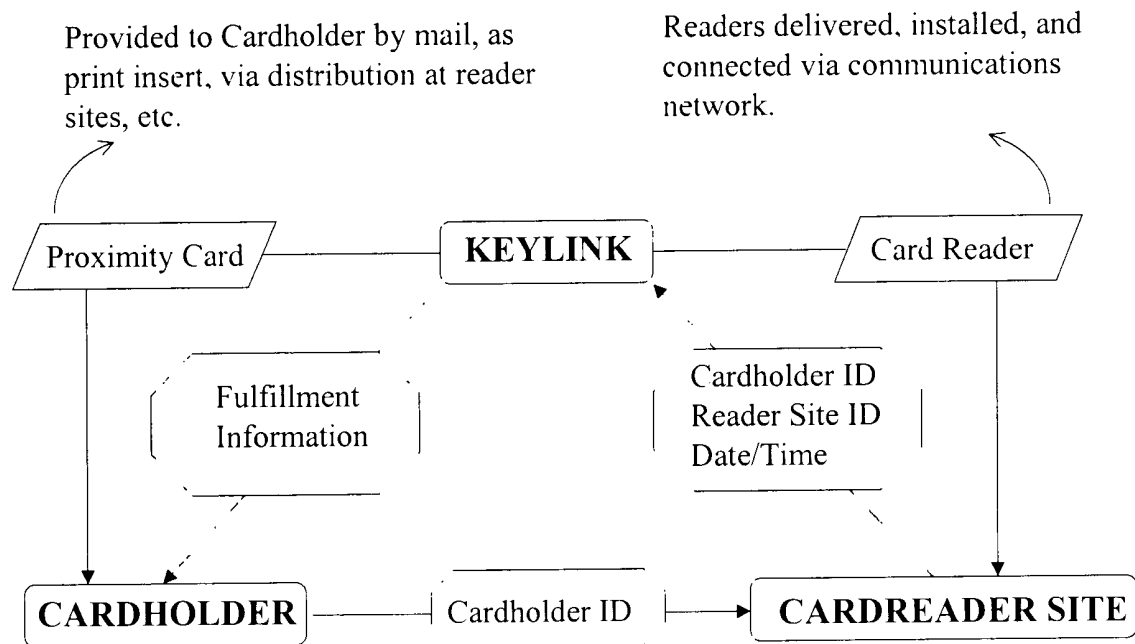 Provided to Cardholder by mail, as
print insert, via distribution at reader
sites, etc.
Readers delivered, installed, and
connected via communications
network.
Proximity Card
KEYLINK
Card Reader
Fulfillment
Information
Cardholder ID
Reader Site ID
Date/Time
CARDHOLDER
Cardholder ID
CARDREADER SITE